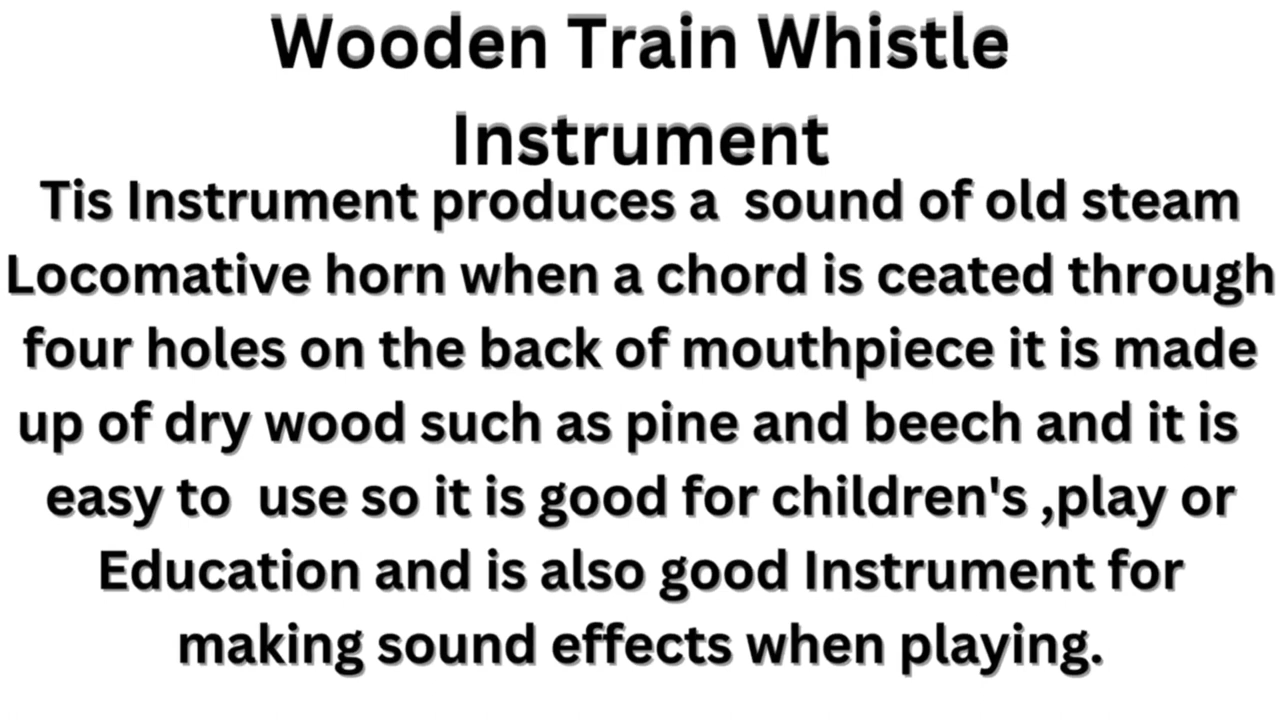 Wooden Train Whistle
Instrument
Tis Instrument produces a sound of old steam
Locomative horn when a chord is ceated through
four holes on the back of mouthpiece it is made
up of dry wood such as pine and beech and it is
easy to use so it is good for children's ,play or
Education and is also good Instrument for
making sound effects when playing.